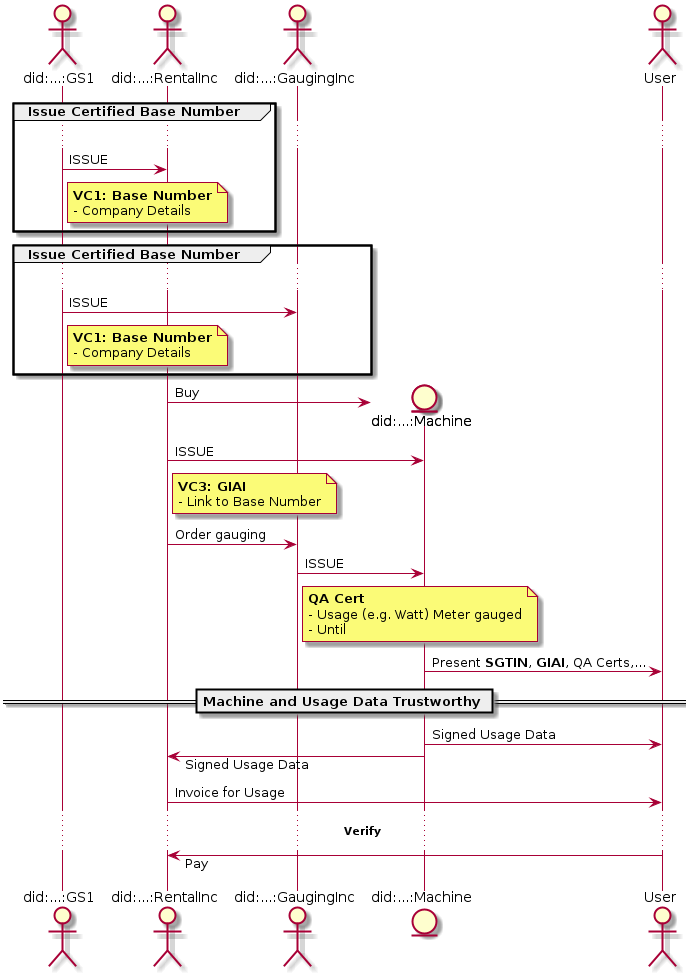 did:...:GS1 did:...:RentalInc did:...:GaugingInc User
Issue Certified Base Number
ISSUE
VC1: Base Number
- Company Details
Issue Certified Base Number
ISSUE
VC1: Base Number
- Company Details
Buy
did:...:Machine
ISSUE
VC3: GIAI
- Link to Base Number
Order gauging
ISSUE
QA Cert
- Usage (e.g. Watt) Meter gauged
- Until
Present SGTIN, GIAI, QA Certs,...
Machine and Usage Data Trustworthy
Signed Usage Data
Signed Usage Data
Invoice for Usage
Verify
Pay
did:...:GS1 did:...:RentalInc did:...:GaugingInc did:...:Machine User